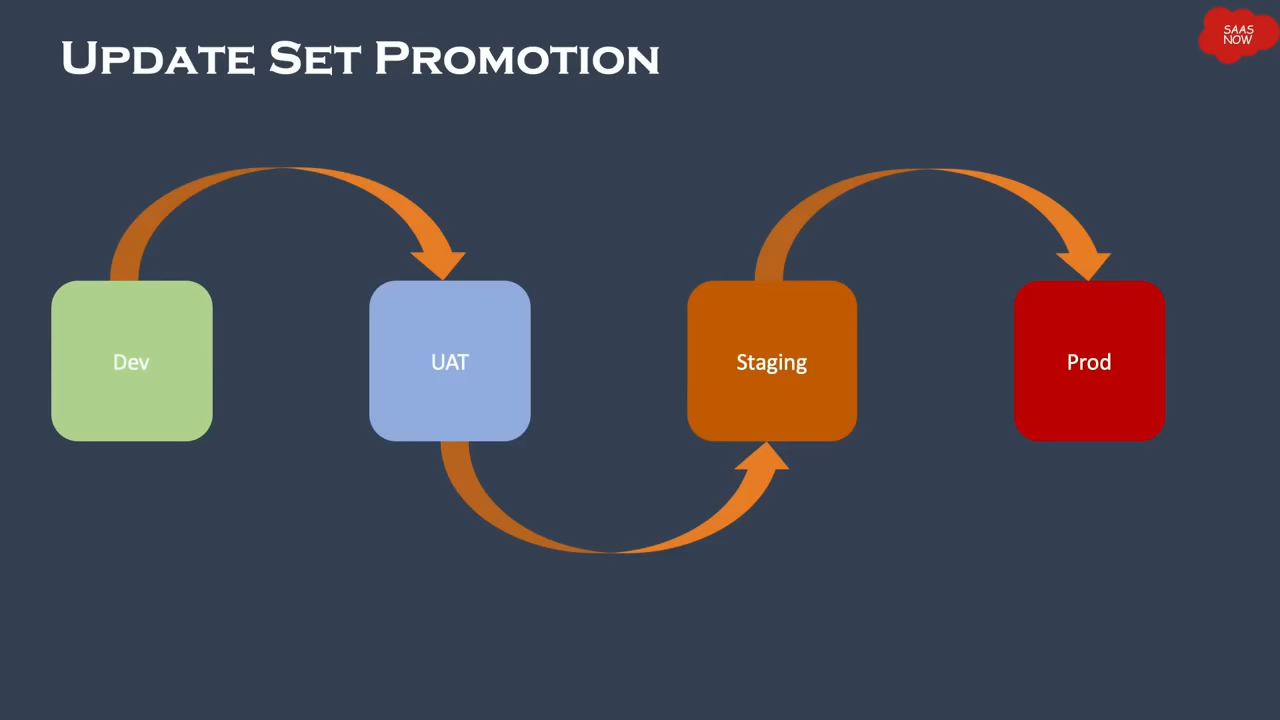 UPDATE SET PROMOTION
SAAS
NOW
Dev
UAT
Staging
Prod